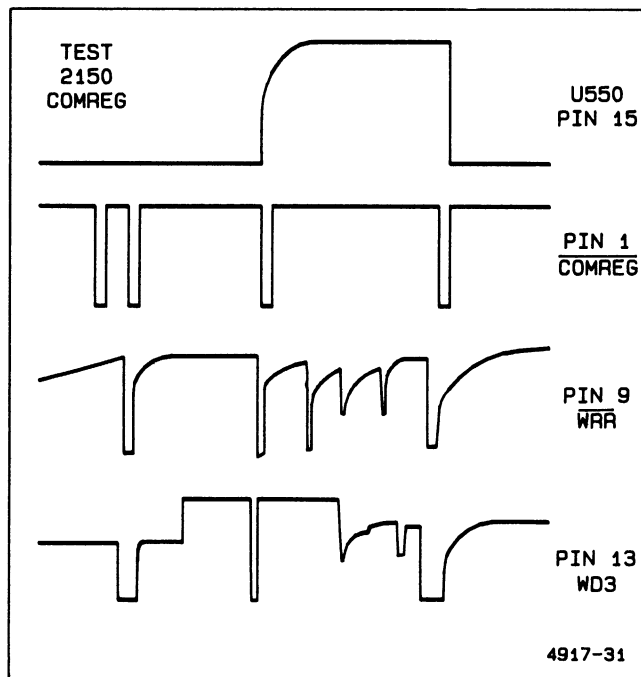 TEST
2150
COMREG
U550
PIN 15
PIN 1
COMREG
PIN 9
WRR
PIN 13
WD3
4917-31